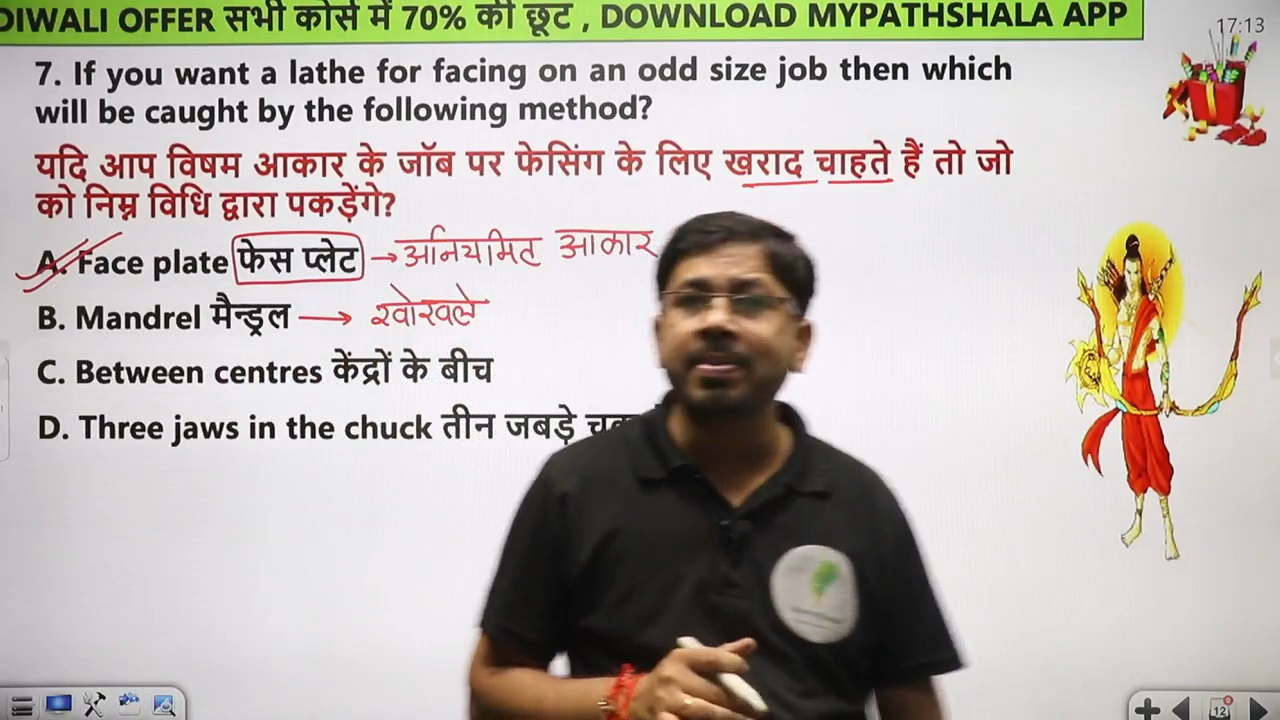 DIWALI OFFER सभी कोर्स में 70% की छूट , DOWNLOAD MYPATHSHALA APP
17:13
7. If you want a lathe for facing on an odd size job then which
will be caught by the following method?
यदि आप विषम आकार के जॉब पर फेसिंग के लिए खराद चाहते हैं तो जो
को निम्न विधि द्वारा पकड़ेंगे?
A. Face plate फेस प्लेट → अनियमित आकार
B. Mandrel मैन्ड्रल → खोखले
C. Between centres केंद्रों के बीच
D. Three jaws in the chuck तीन जबड़े
12